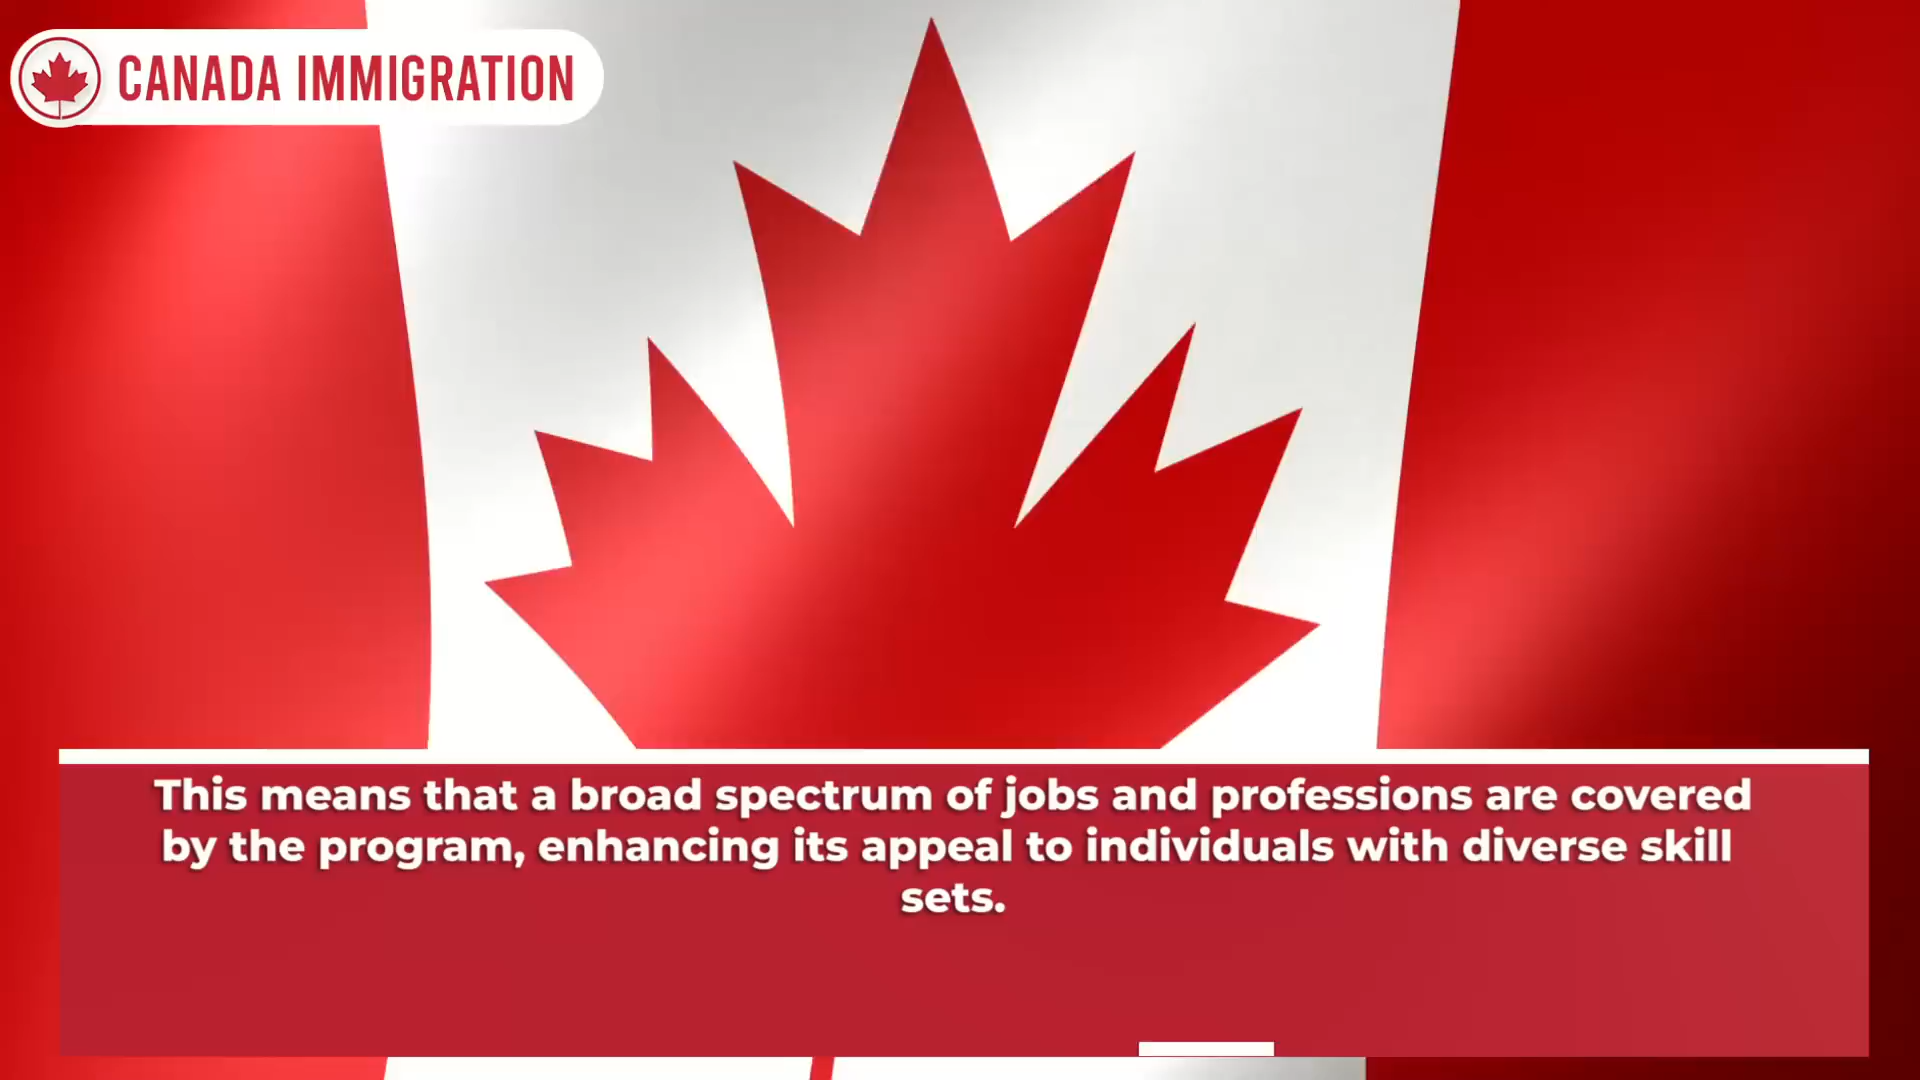 CANADA IMMIGRATION
This means that a broad spectrum of jobs and professions are covered
by the program, enhancing its appeal to individuals with diverse skill
sets.